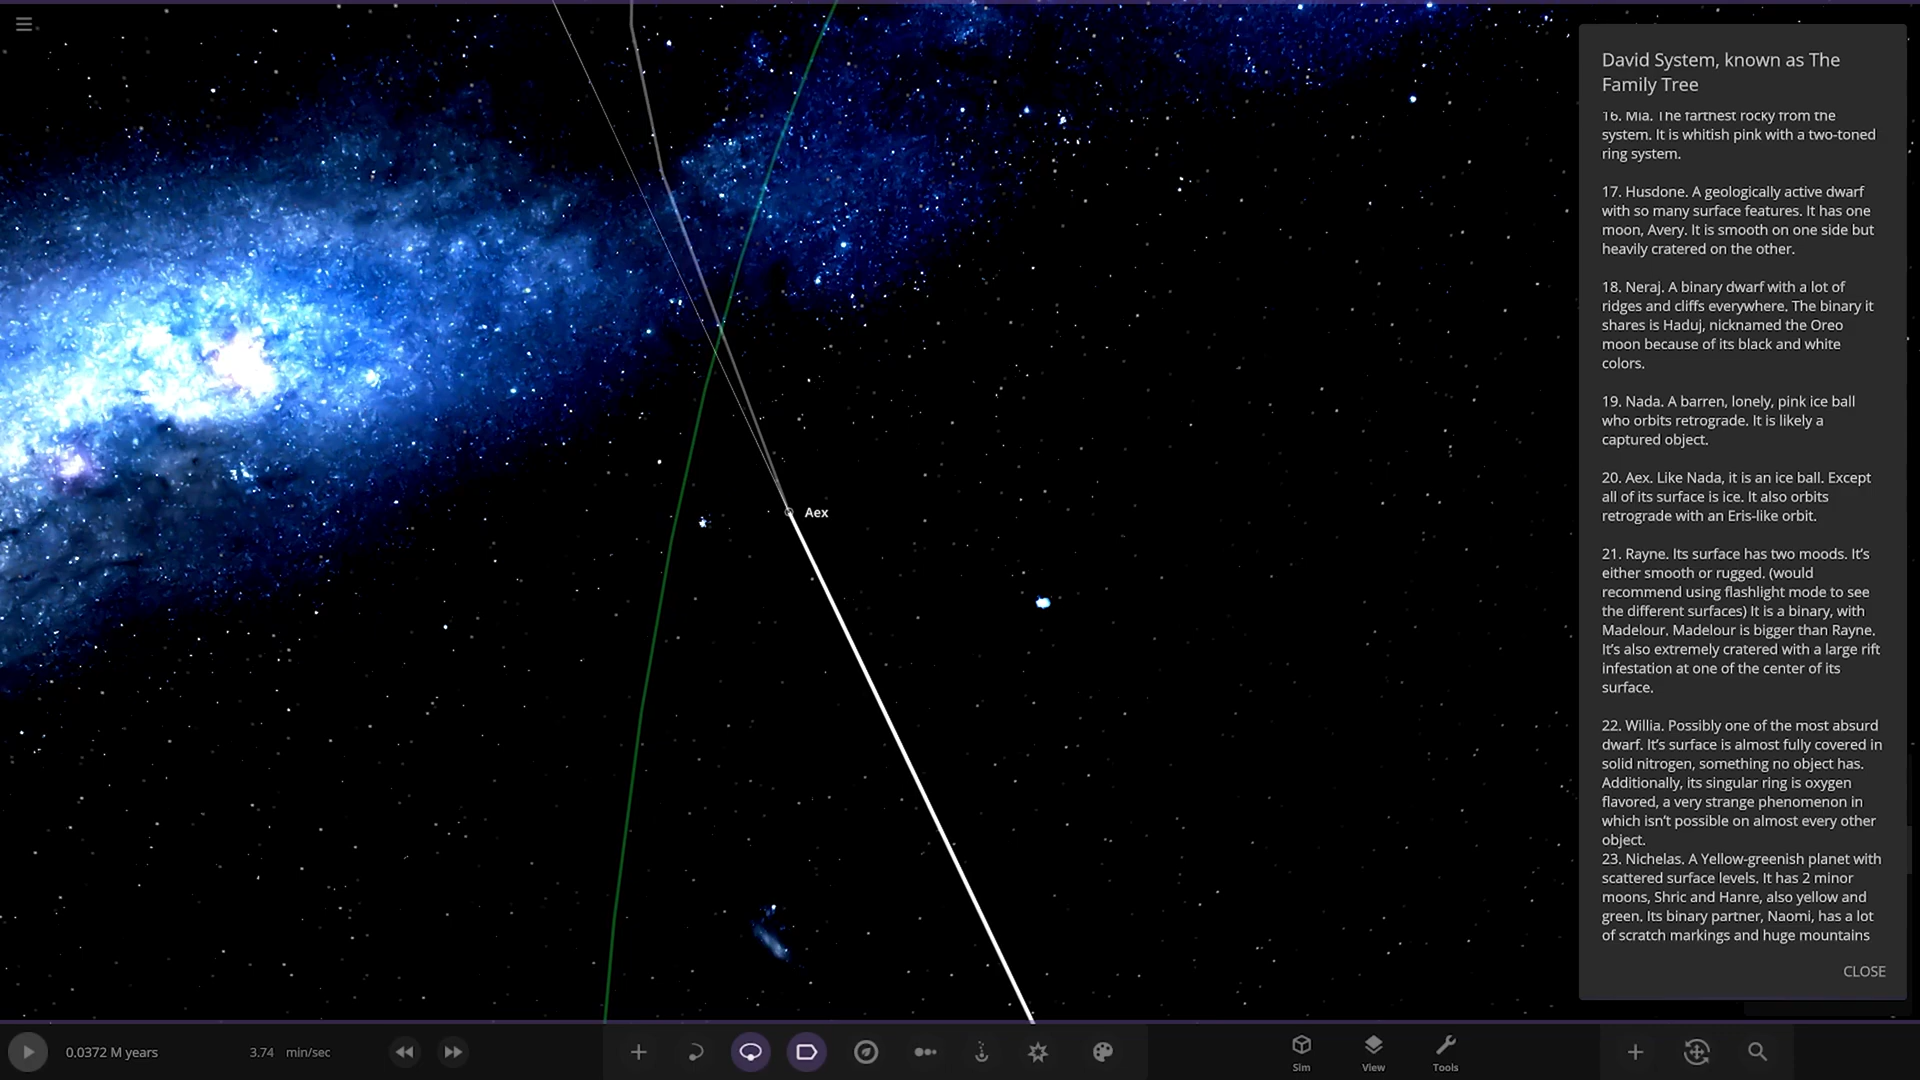 David System, known as The
Family Tree
16. Mia. The farthest rocky from the
system. It is whitish pink with a two-toned
ring system.
17. Husdone. A geologically active dwarf
with so many surface features. It has one
moon, Avery. It is smooth on one side but
heavily cratered on the other.
18. Neraj. A binary dwarf with a lot of
ridges and cliffs everywhere. The binary it
shares is Haduj, nicknamed the Oreo
moon because of its black and white
colors.
19. Nada. A barren, lonely, pink ice ball
who orbits retrograde. It is likely a
captured object.
20. Aex. Like Nada, it is an ice ball. Except
all of its surface is ice. It also orbits
retrograde with an Eris-like orbit.
21. Rayne. Its surface has two moods. It’s
either smooth or rugged. (would
recommend using flashlight mode to see
the different surfaces) It is a binary, with
Madelour. Madelour is bigger than Rayne.
It’s also extremely cratered with a large rift
infestation at one of the center of its
surface.
22. Willia. Possibly one of the most absurd
dwarf. It’s surface is almost fully covered in
solid nitrogen, something no object has.
Additionally, its singular ring is oxygen
flavored, a very strange phenomenon in
which isn’t possible on almost every other
object.
23. Nichelas. A Yellow-greenish planet with
scattered surface levels. It has 2 minor
moons, Shric and Hanre, also yellow and
green. Its binary partner, Naomi, has a lot
of scratch markings and huge mountains
CLOSE
Aex
0.0372 M years
3.74 min/sec
Sim
View
Tools